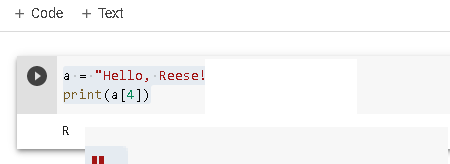 + Code + Text
a = "Hello, Reese!
print(a[4])
R
"